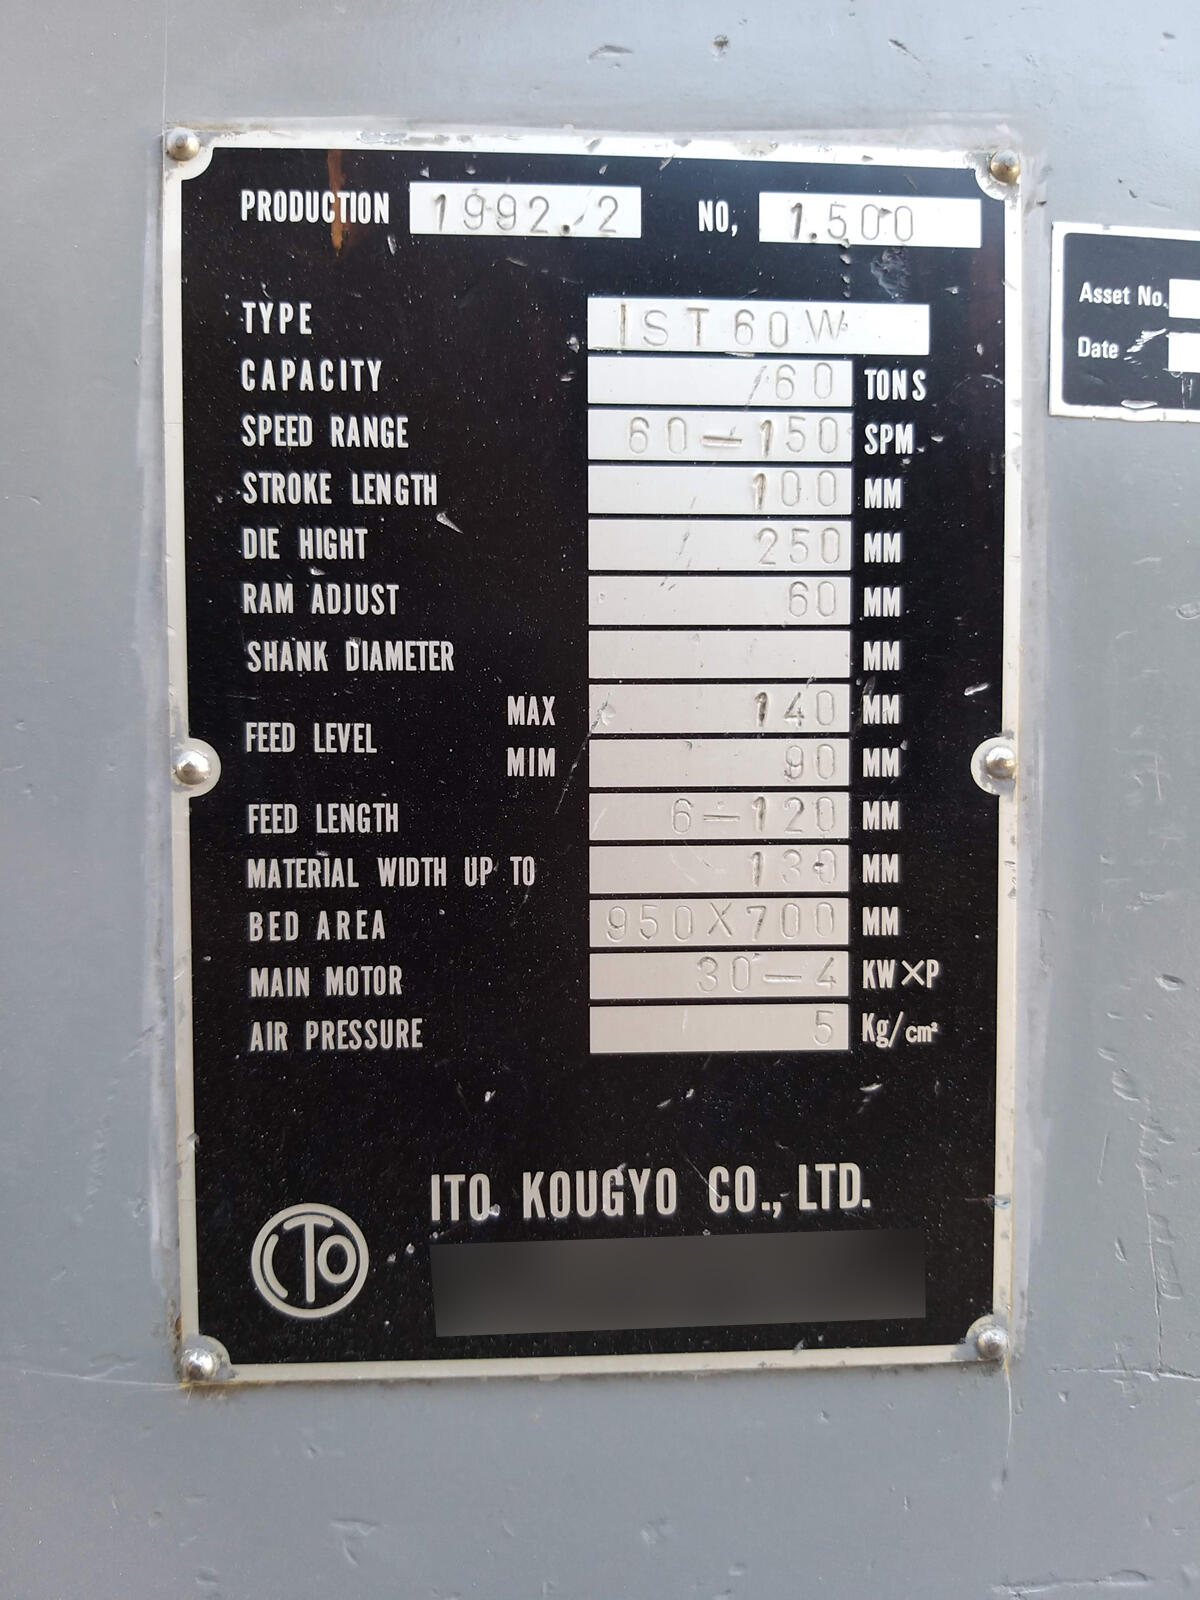 PRODUCTION 1992.2 NO, 1.500
TYPE IST60W
CAPACITY 60 TONS
SPEED RANGE 60-150 SPM
STROKE LENGTH 100 MM
DIE HIGHT 250 MM
RAM ADJUST 60 MM
SHANK DIAMETER MM
FEED LEVEL MAX 140 MM
MIM 90 MM
FEED LENGTH 6-120 MM
MATERIAL WIDTH UP TO 130 MM
BED AREA 950X700 MM
MAIN MOTOR 30-4 KW×P
AIR PRESSURE 5 Kg/cm²
ITO KOUGYO CO., LTD.
ITO
Asset No.
Date